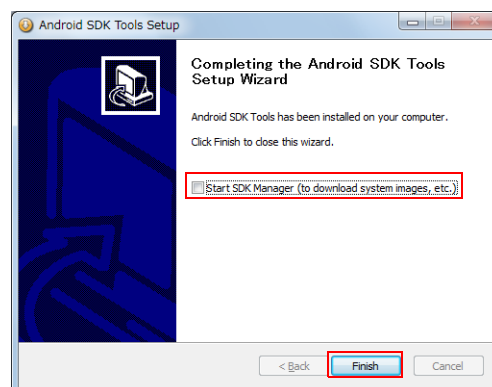 Android SDK Tools Setup
Completing the Android SDK Tools
Setup Wizard
Android SDK Tools has been installed on your computer.
Click Finish to close this wizard.
Start SDK Manager (to download system images, etc.)
< Back
Finish
Cancel